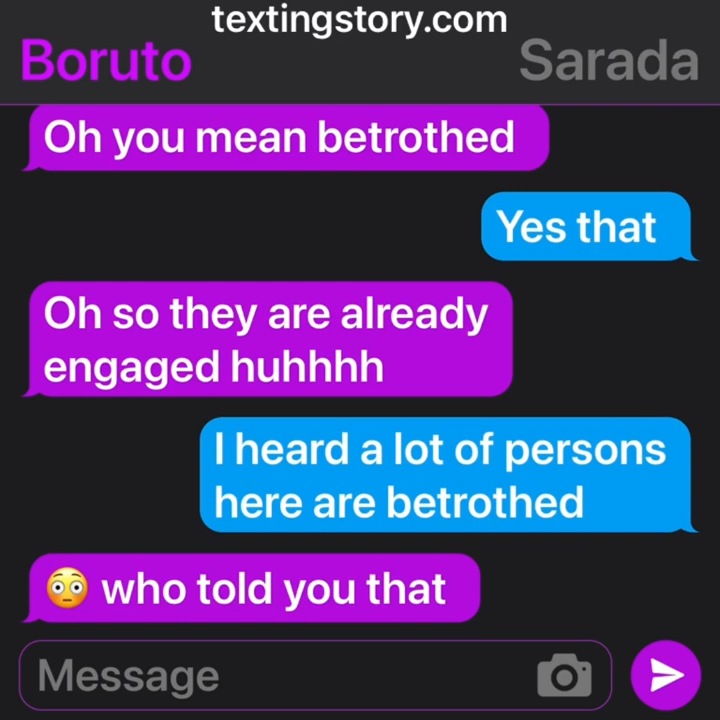 textingstory.com
Boruto Sarada
Oh you mean betrothed
Yes that
Oh so they are already
engaged huhhhh
I heard a lot of persons
here are betrothed
😳 who told you that
Message